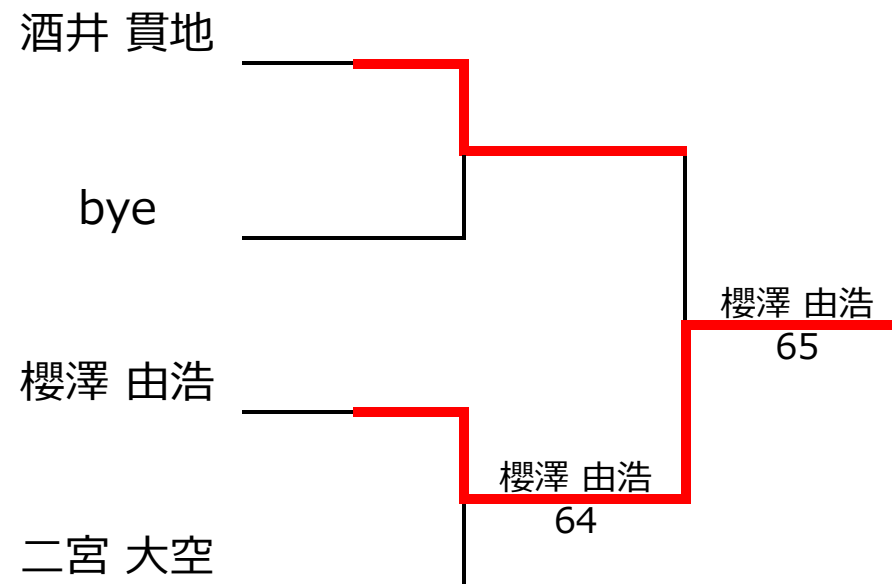 酒井 貫地
bye
櫻澤 由浩
65
櫻澤 由浩
櫻澤 由浩
64
二宮 大空